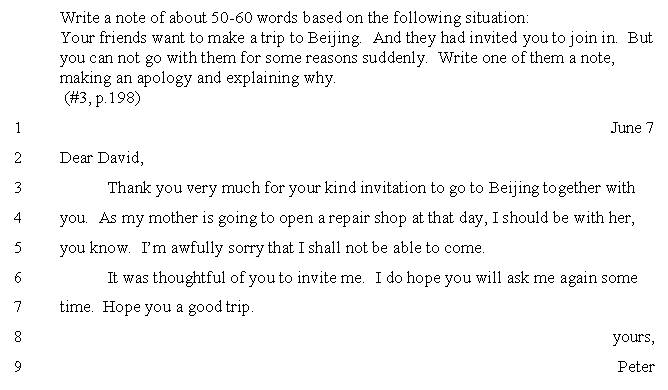 Write a note of about 50-60 words based on the following situation:
Your friends want to make a trip to Beijing. And they had invited you to join in. But
you can not go with them for some reasons suddenly. Write one of them a note,
making an apology and explaining why.
(#3, p.198)
1 June 7
2 Dear David,
3 Thank you very much for your kind invitation to go to Beijing together with
4 you. As my mother is going to open a repair shop at that day, I should be with her,
5 you know. I'm awfully sorry that I shall not be able to come.
6 It was thoughtful of you to invite me. I do hope you will ask me again some
7 time. Hope you a good trip.
8 yours,
9 Peter